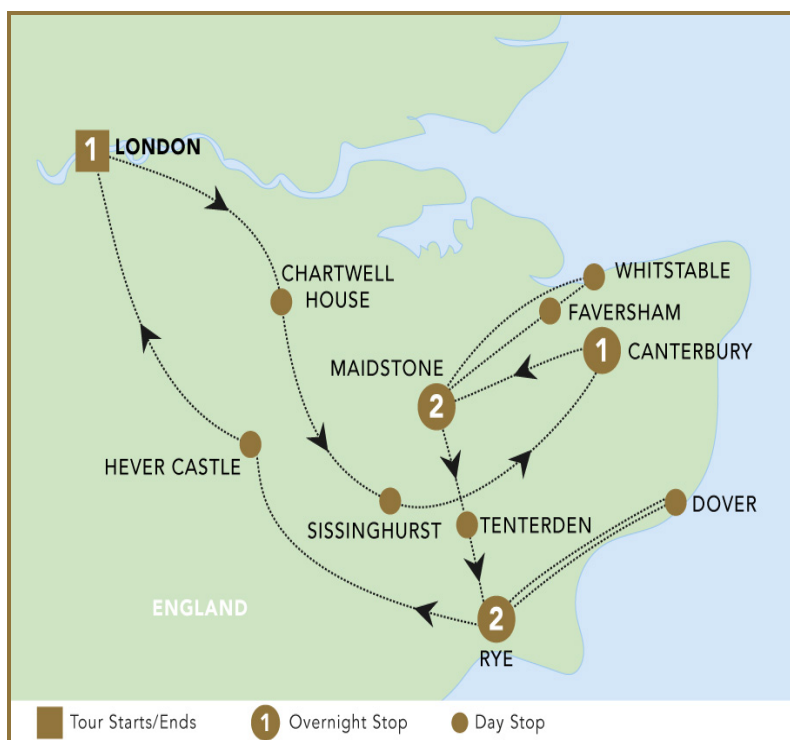 1 LONDON
CHARTWELL
HOUSE
WHITSTABLE
FAVERSHAM
1 CANTERBURY
MAIDSTONE
2
HEVER CASTLE
SISSINGHURST
TENTERDEN
DOVER
ENGLAND
2
RYE
Tour Starts/Ends 1 Overnight Stop Day Stop